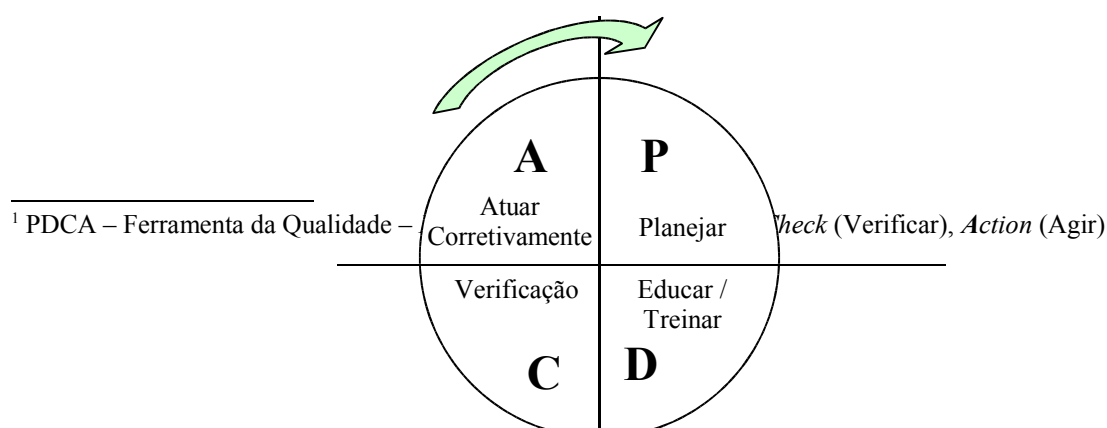 A
P
Atuar
Corretivamente
Planejar
¹ PDCA – Ferramenta da Qualidade –
heck (Verificar), Action (Agir)
Verificação
Educar /
Treinar
C
D